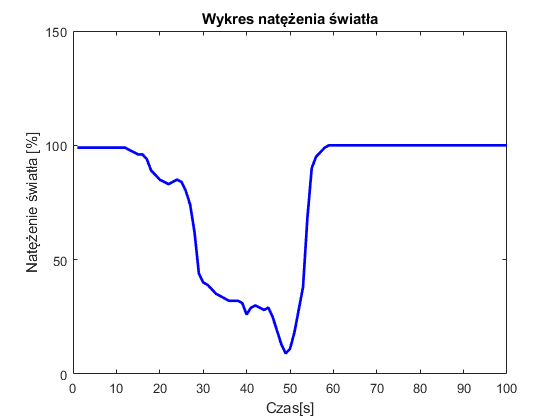 Wykres natężenia światła
150
100
50
0
Natężenie światła [%]
0 10 20 30 40 50 60 70 80 90 100
Czas[s]